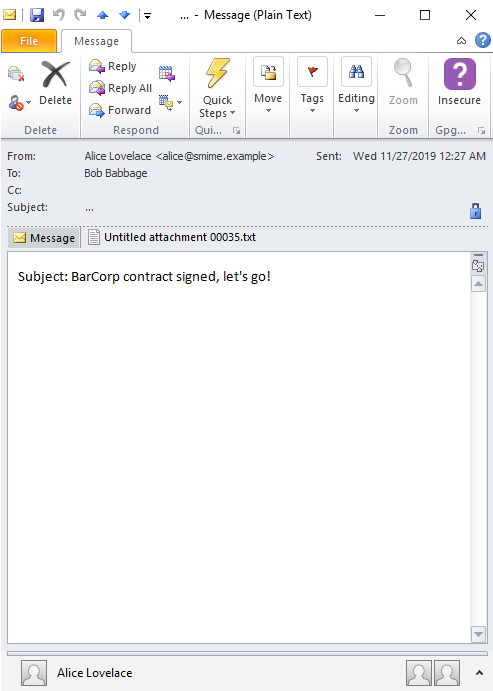 ... - Message (Plain Text)
File Message
Delete
Delete
Reply
Reply All
Forward
Respond
Quick
Steps
Qui...
Move
Tags
Editing
Zoom
Zoom
Insecure
Gpg...
From: Alice Lovelace <alice@smime.example> Sent: Wed 11/27/2019 12:27 AM
To: Bob Babbage
Cc:
Subject: ...
Message Untitled attachment 00035.txt
Subject: BarCorp contract signed, let's go!
Alice Lovelace